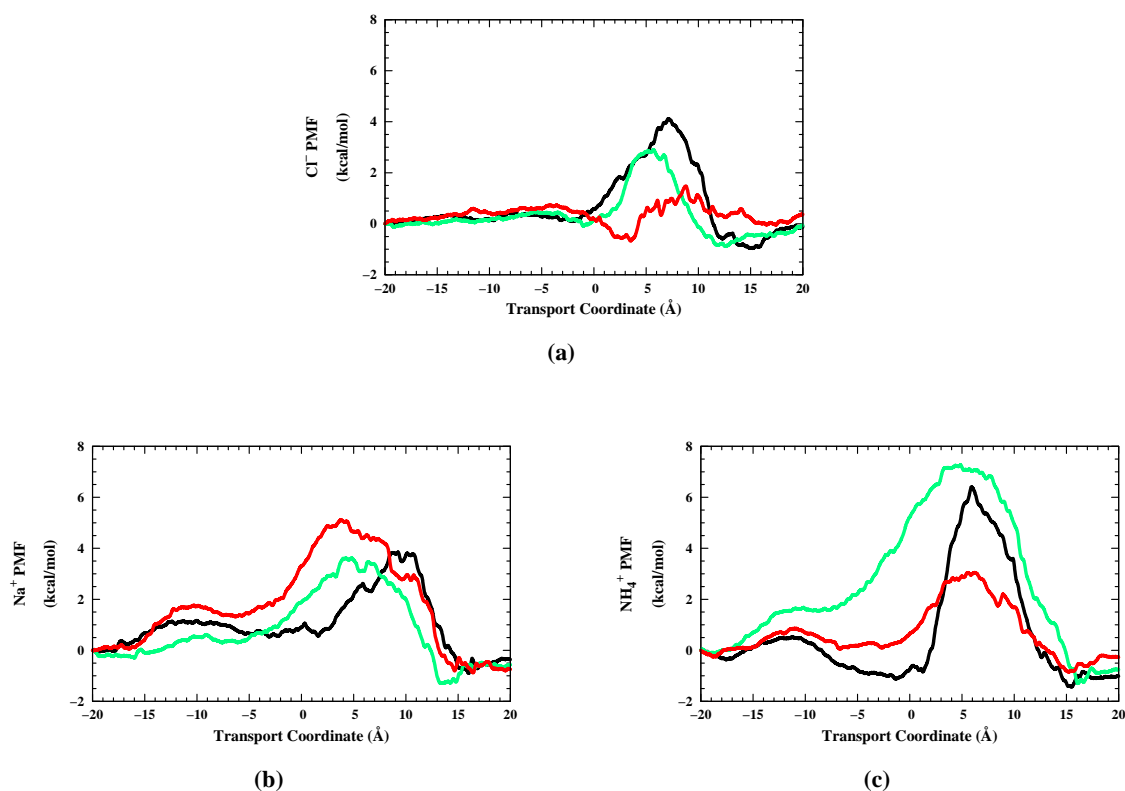 8
6
4
2
0
−2
Cl⁻ PMF
(kcal/mol)
−20 −15 −10 −5 0 5 10 15 20
Transport Coordinate (Å)
(a)
8
6
4
2
0
−2
Na⁺ PMF
(kcal/mol)
−20 −15 −10 −5 0 5 10 15 20
Transport Coordinate (Å)
(b)
8
6
4
2
0
−2
NH₄⁺ PMF
(kcal/mol)
−20 −15 −10 −5 0 5 10 15 20
Transport Coordinate (Å)
(c)